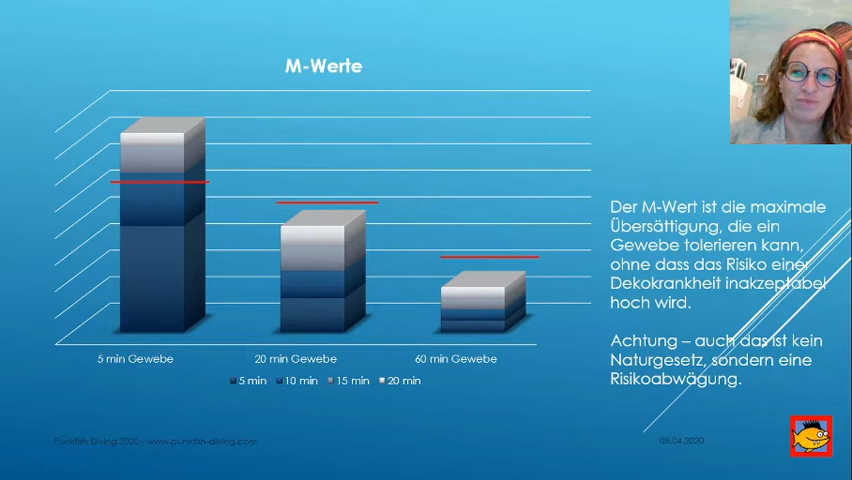 M-Werte
Der M-Wert ist die maximale
Übersättigung, die ein
Gewebe tolerieren kann,
ohne dass das Risiko einer
Dekokrankheit inakzeptabel
hoch wird.
Achtung – auch das ist kein
Naturgesetz, sondern eine
Risikoabwägung.
5 min Gewebe 20 min Gewebe 60 min Gewebe
5 min 10 min 15 min 20 min
Punkfish Diving 2020 - www.punkfish-diving.com
08.04.2020